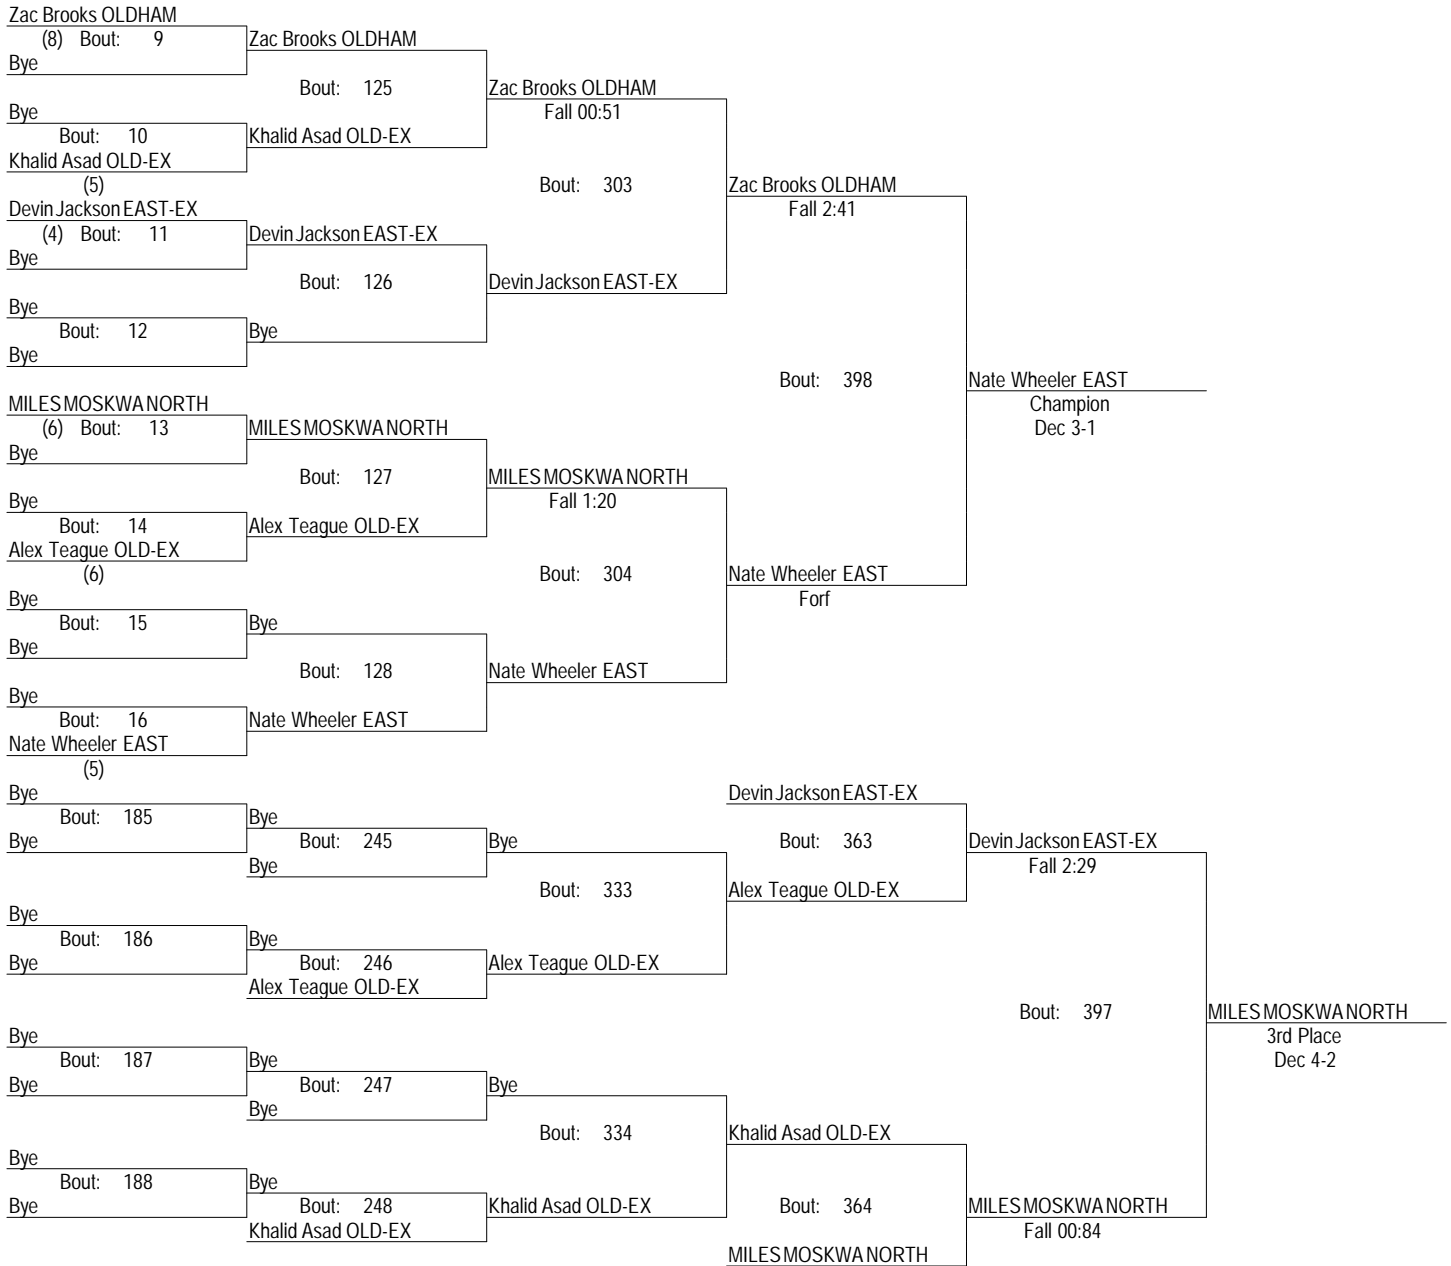 Zac Brooks OLDHAM
(8) Bout: 9
Zac Brooks OLDHAM
Bye
Bout: 125
Zac Brooks OLDHAM
Bye
Fall 00:51
Bout: 10
Khalid Asad OLD-EX
Khalid Asad OLD-EX
(5)
Bout: 303
Zac Brooks OLDHAM
Devin Jackson EAST-EX
Fall 2:41
(4) Bout: 11
Devin Jackson EAST-EX
Bye
Bout: 126
Devin Jackson EAST-EX
Bye
Bout: 12
Bye
Bye
Bout: 398
Nate Wheeler EAST
MILES MOSKWA NORTH
Champion
(6) Bout: 13
MILES MOSKWA NORTH
Dec 3-1
Bye
Bout: 127
MILES MOSKWA NORTH
Bye
Fall 1:20
Bout: 14
Alex Teague OLD-EX
Alex Teague OLD-EX
(6)
Bout: 304
Nate Wheeler EAST
Bye
Forf
Bout: 15
Bye
Bye
Bout: 128
Nate Wheeler EAST
Bye
Bout: 16
Nate Wheeler EAST
Nate Wheeler EAST
(5)
Bye
Devin Jackson EAST-EX
Bout: 185
Bye
Bye
Bout: 245
Bye
Bout: 363
Devin Jackson EAST-EX
Bye
Fall 2:29
Bout: 333
Alex Teague OLD-EX
Bye
Bout: 186
Bye
Bye
Bout: 246
Alex Teague OLD-EX
Alex Teague OLD-EX
Bout: 397
MILES MOSKWA NORTH
Bye
3rd Place
Bout: 187
Bye
Dec 4-2
Bye
Bout: 247
Bye
Bye
Bout: 334
Khalid Asad OLD-EX
Bye
Bout: 188
Bye
Bye
Bout: 248
Khalid Asad OLD-EX
Bout: 364
MILES MOSKWA NORTH
Khalid Asad OLD-EX
Fall 00:84
MILES MOSKWA NORTH